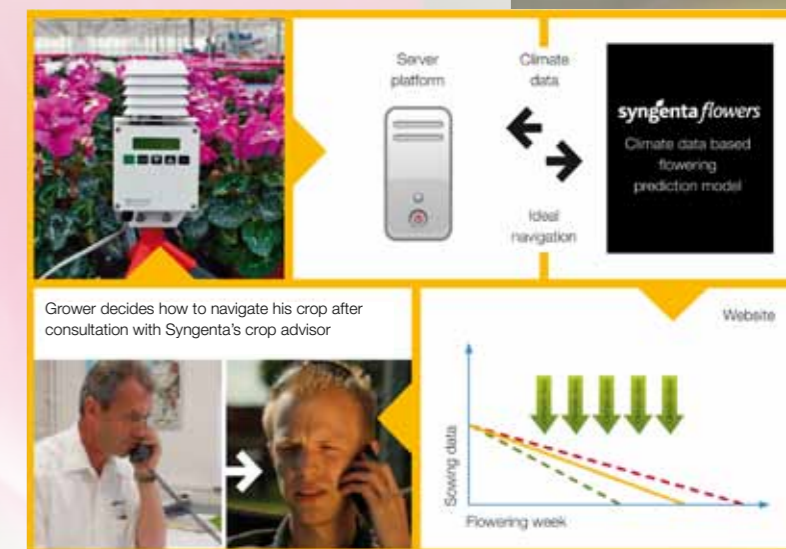 Server
platform
Climate
data
syngenta flowers
Climate data based
flowering
prediction model
Ideal
navigation
Grower decides how to navigate his crop after
consultation with Syngenta's crop advisor
Website
Sowing data
Flowering week